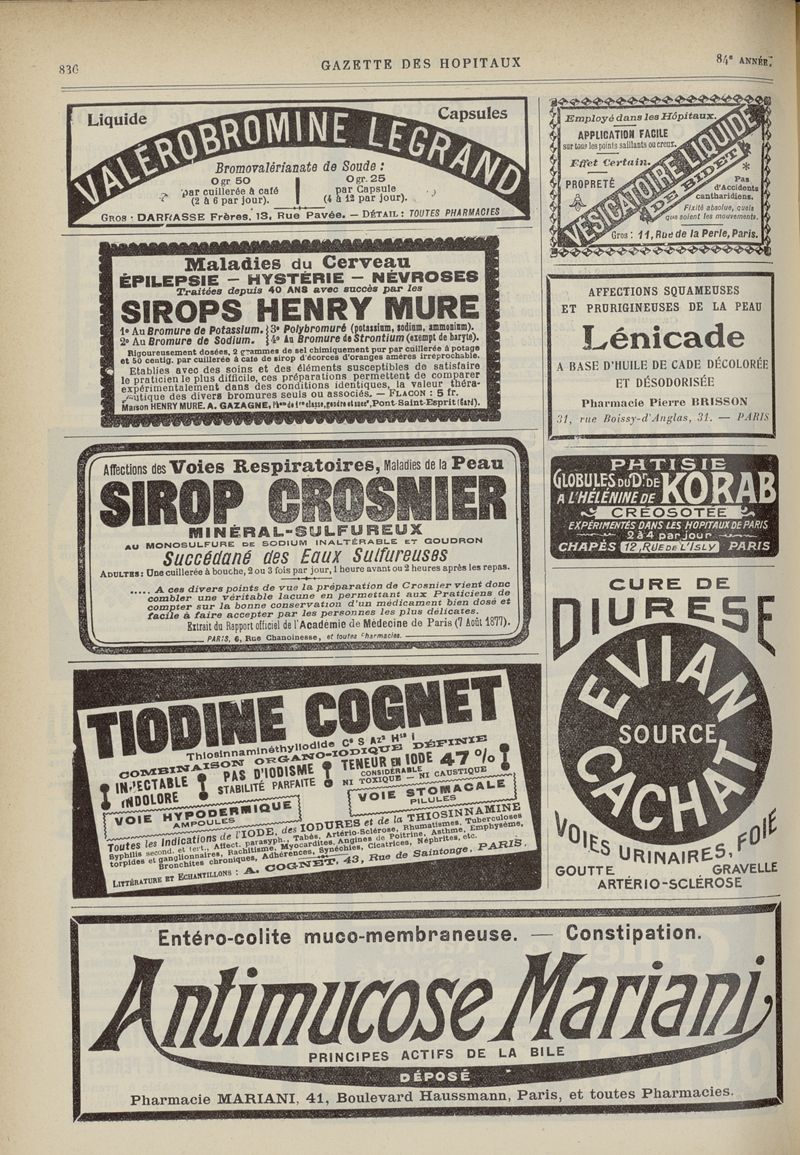 836
GAZETTE DES HOPITAUX
84e ANNÉE.
Liquide
Capsules
VALÉROBROMINE LEGRAND
Bromovalérianate de Soude :
0 gr 50
par cuillerée à café
(2 à 6 par jour).
0 gr. 25
par Capsule
(4 à 12 par jour).
GROS : DARRASSE Frères, 13, Rue Pavée. — DÉTAIL : TOUTES PHARMACIES
Maladies du Cerveau
ÉPILEPSIE — HYSTÉRIE — NÉVROSES
Traitées depuis 40 ANS avec succès par les
SIROPS HENRY MURE
1° Au Bromure de Potassium. 3° Polybromuré (potassium, sodium, ammonium).
2° Au Bromure de Sodium. 4° Au Bromure de Strontium (exempt de baryte).
Rigoureusement dosées, 2 grammes de sel chimiquement pur par cuillerée à potage
et 50 centig. par cuillerée à café de sirop d'écorces d'oranges amères irréprochable.
Etablies avec des soins et des éléments susceptibles de satisfaire
le praticien le plus difficile, ces préparations permettent de comparer
expérimentalement dans des conditions identiques, la valeur théra-
peutique des divers bromures seuls ou associés. — FLACON : 5 fr.
Maison HENRY MURE. A. GAZAGNE, Phen de 1re classe, gendre et succr, Pont-Saint-Esprit (Gard).
Affections des Voies Respiratoires, Maladies de la Peau
SIROP CROSNIER
MINÉRAL-SULFUREUX
AU MONOSULFURE DE SODIUM INALTÉRABLE ET GOUDRON
Succédané des Eaux Sulfureuses
ADULTES : Une cuillerée à bouche, 2 ou 3 fois par jour, 1 heure avant ou 2 heures après les repas.
..... A ces divers points de vue la préparation de Crosnier vient donc
combler une véritable lacune en permettant aux Praticiens de
compter sur la bonne conservation d'un médicament bien dosé et
facile à faire accepter par les personnes les plus délicates.
Extrait du Rapport officiel de l'Académie de Médecine de Paris (7 Août 1877).
PARIS, 6, Rue Chanoinesse, et toutes Pharmacies.
TIODINE COGNET
Thiosinnaminéthyliodide C6 S Az2 H13 I
COMBINAISON ORGANO-IODIQUE DÉFINIE
INJECTABLE
INDOLORE
PAS D'IODISME
STABILITÉ PARFAITE
TENEUR EN IODE 47 %
CONSIDÉRABLE
NI TOXIQUE — NI CAUSTIQUE
VOIE HYPODERMIQUE
AMPOULES
VOIE STOMACALE
PILULES
Toutes les Indications de l'IODE, des IODURES et de la THIOSINNAMINE
Syphilis second. et tert., Affect. parasyph., Tabès, Artério-Sclérose, Rhumatismes, Tuberculoses
torpides et ganglionnaires, Rachitisme, Myocardites, Angines de Poitrine, Asthme, Emphysème,
Bronchites chroniques, Adhérences, Synéchies, Cicatrices, Néphrites, etc.
LITTÉRATURE ET ECHANTILLONS : A. COGNET, 43, Rue de Saintonge, PARIS.
Employé dans les Hôpitaux.
APPLICATION FACILE
sur tous les points saillants ou creux.
Effet Certain.
PROPRETÉ
VÉSICATOIRE LIQUIDE
DE BIDET
Pas
d'Accidents
cantharidiens.
Fixité absolue, quels
que soient les mouvements.
Gros : 11, Rue de la Perle, Paris.
AFFECTIONS SQUAMEUSES
ET PRURIGINEUSES DE LA PEAU
Lénicade
A BASE D'HUILE DE CADE DÉCOLORÉE
ET DÉSODORISÉE
Pharmacie Pierre BRISSON
31, rue Boissy-d'Anglas, 31. — PARIS
PHTISIE
GLOBULES DU Dr. DE KORAB
A L'HÉLÉNINE DE
CRÉOSOTÉE
EXPÉRIMENTÉS DANS LES HOPITAUX DE PARIS
2 à 4 par jour
CHAPÈS 12, RUE DE L'ISLY PARIS
CURE DE
DIURESE
EVIAN
SOURCE
CACHAT
VOIES URINAIRES, FOIE
GOUTTE GRAVELLE
ARTÉRIO-SCLÉROSE
Entéro-colite muco-membraneuse. — Constipation.
Antimucose Mariani
PRINCIPES ACTIFS DE LA BILE
DÉPOSÉ
Pharmacie MARIANI, 41, Boulevard Haussmann, Paris, et toutes Pharmacies.